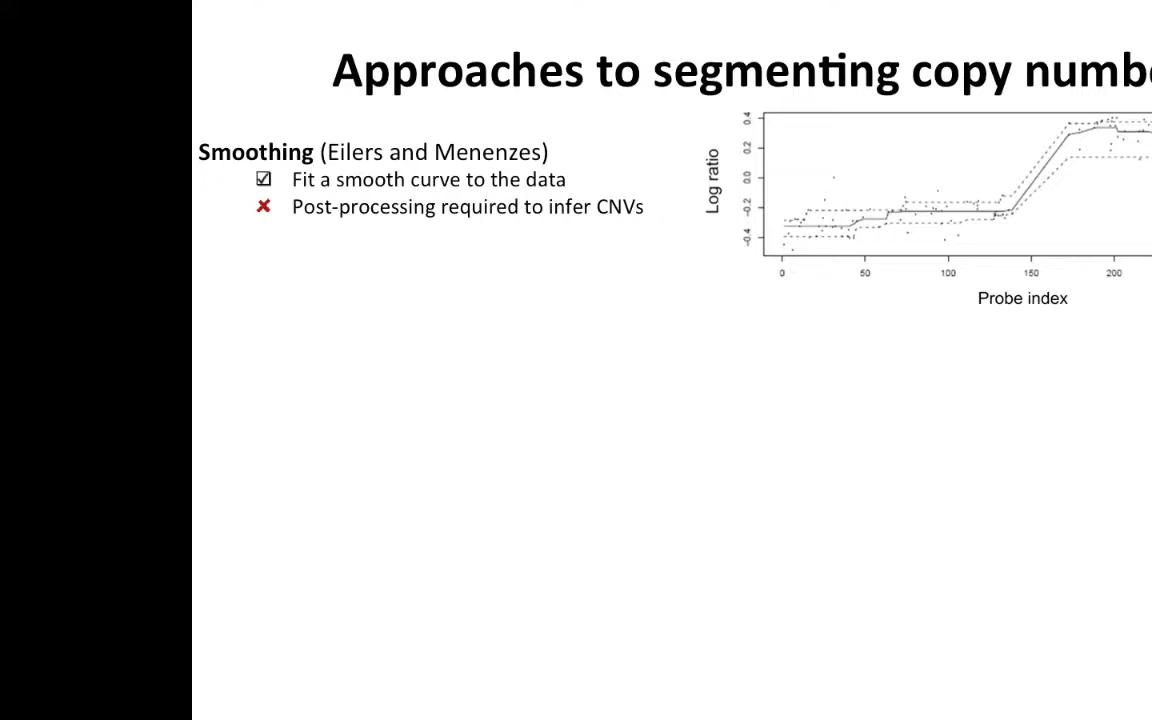 Approaches to segmenting copy numb
Smoothing (Eilers and Menenzes)
☑ Fit a smooth curve to the data
✘ Post-processing required to infer CNVs
Log ratio
0.4
0.2
0.0
−0.2
−0.4
0 50 100 150 200
Probe index